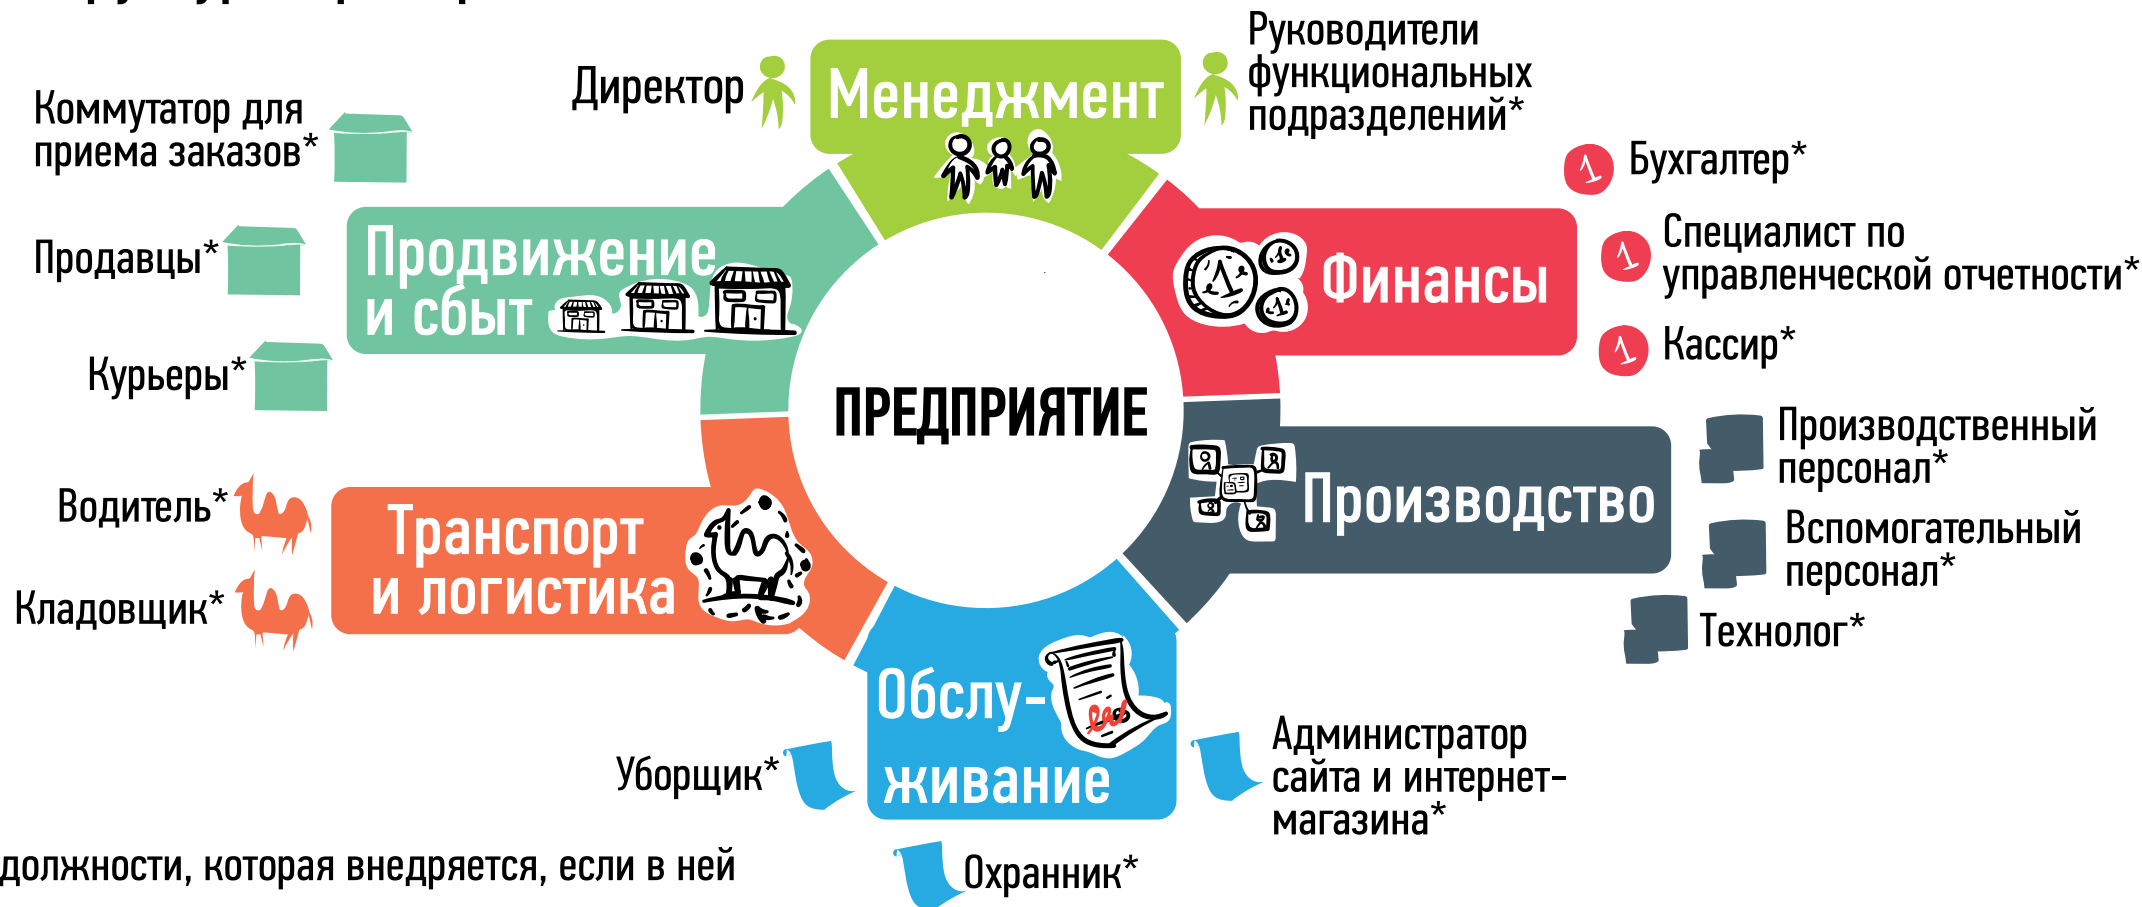 Директор
Менеджмент
Руководители
функциональных
подразделений*
Коммутатор для
приема заказов*
Продавцы*
Курьеры*
Продвижение
и сбыт
Бухгалтер*
Специалист по
управленческой отчетности*
Кассир*
Финансы
ПРЕДПРИЯТИЕ
Производственный
персонал*
Вспомогательный
персонал*
Технолог*
Производство
Водитель*
Кладовщик*
Транспорт
и логистика
Обслу-
живание
Уборщик*
Администратор
сайта и интернет-
магазина*
Охранник*
должности, которая внедряется, если в ней